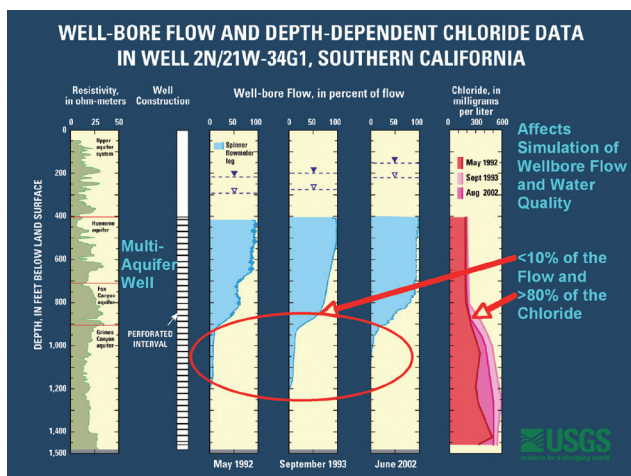 WELL-BORE FLOW AND DEPTH-DEPENDENT CHLORIDE DATA
IN WELL 2N/21W-34G1, SOUTHERN CALIFORNIA
Resistivity,
in ohm-meters
0 25 50
Well
Construction
Well-bore Flow, in percent of flow
0 50 100
0 50 100
0 50 100
Chloride, in
milligrams
per liter
0 300 600
DEPTH, IN FEET BELOW LAND SURFACE
0
200
400
600
800
1,000
1,200
1,400
1,500
Upper
aquifer
system
Hueneme
aquifer
Fox
Canyon
aquifer
Grimes
Canyon
aquifer
Multi-
Aquifer
Well
PERFORATED
INTERVAL
Spinner
flowmeter
log
May 1992
Sept 1993
Aug 2002
Affects
Simulation of
Wellbore Flow
and Water
Quality
<10% of the
Flow and
>80% of the
Chloride
May 1992
September 1993
June 2002
USGS
science for a changing world